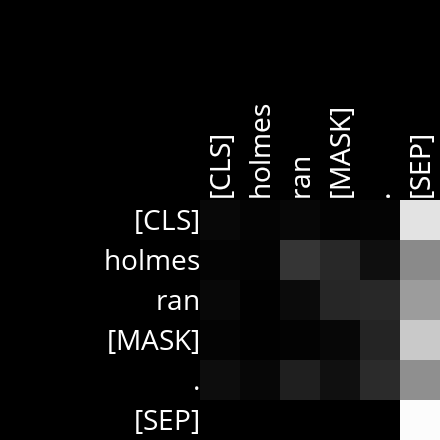 [CLS]
holmes
ran
[MASK]
.
[SEP]
[CLS]
holmes
ran
[MASK]
.
[SEP]